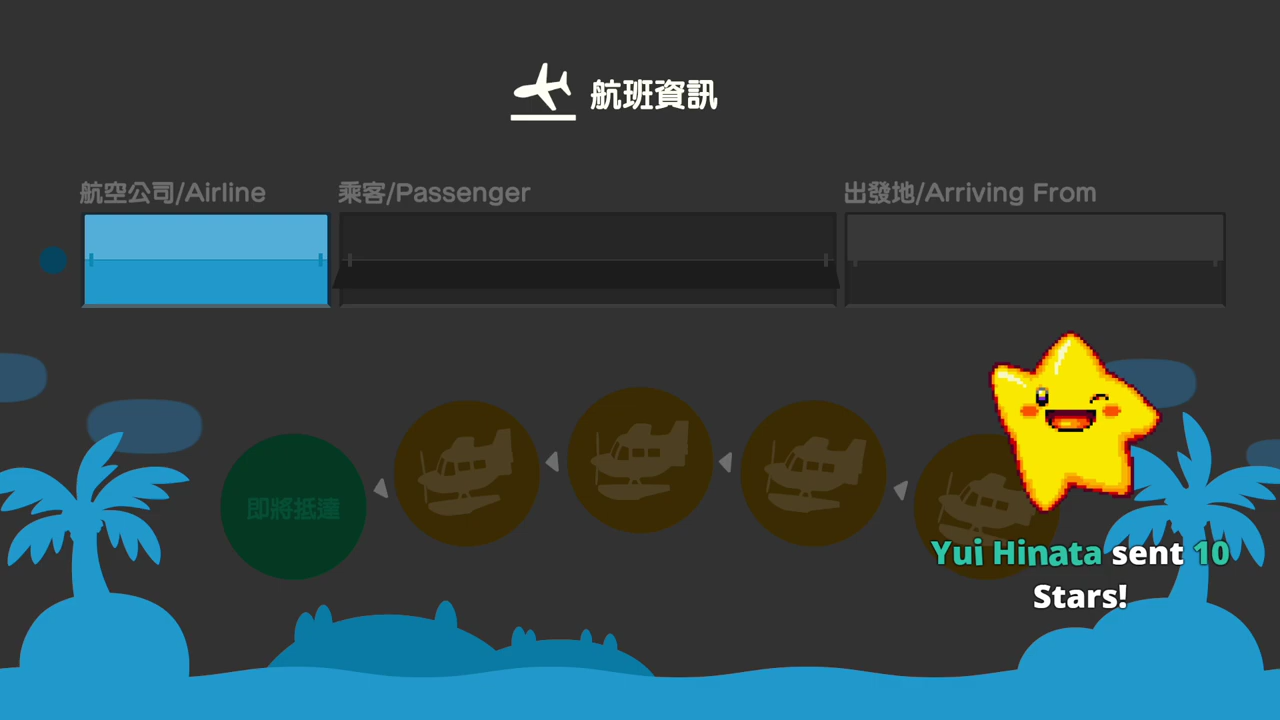 航班資訊
航空公司/Airline
乘客/Passenger
出發地/Arriving From
即將抵達
Yui Hinata sent 10
Stars!